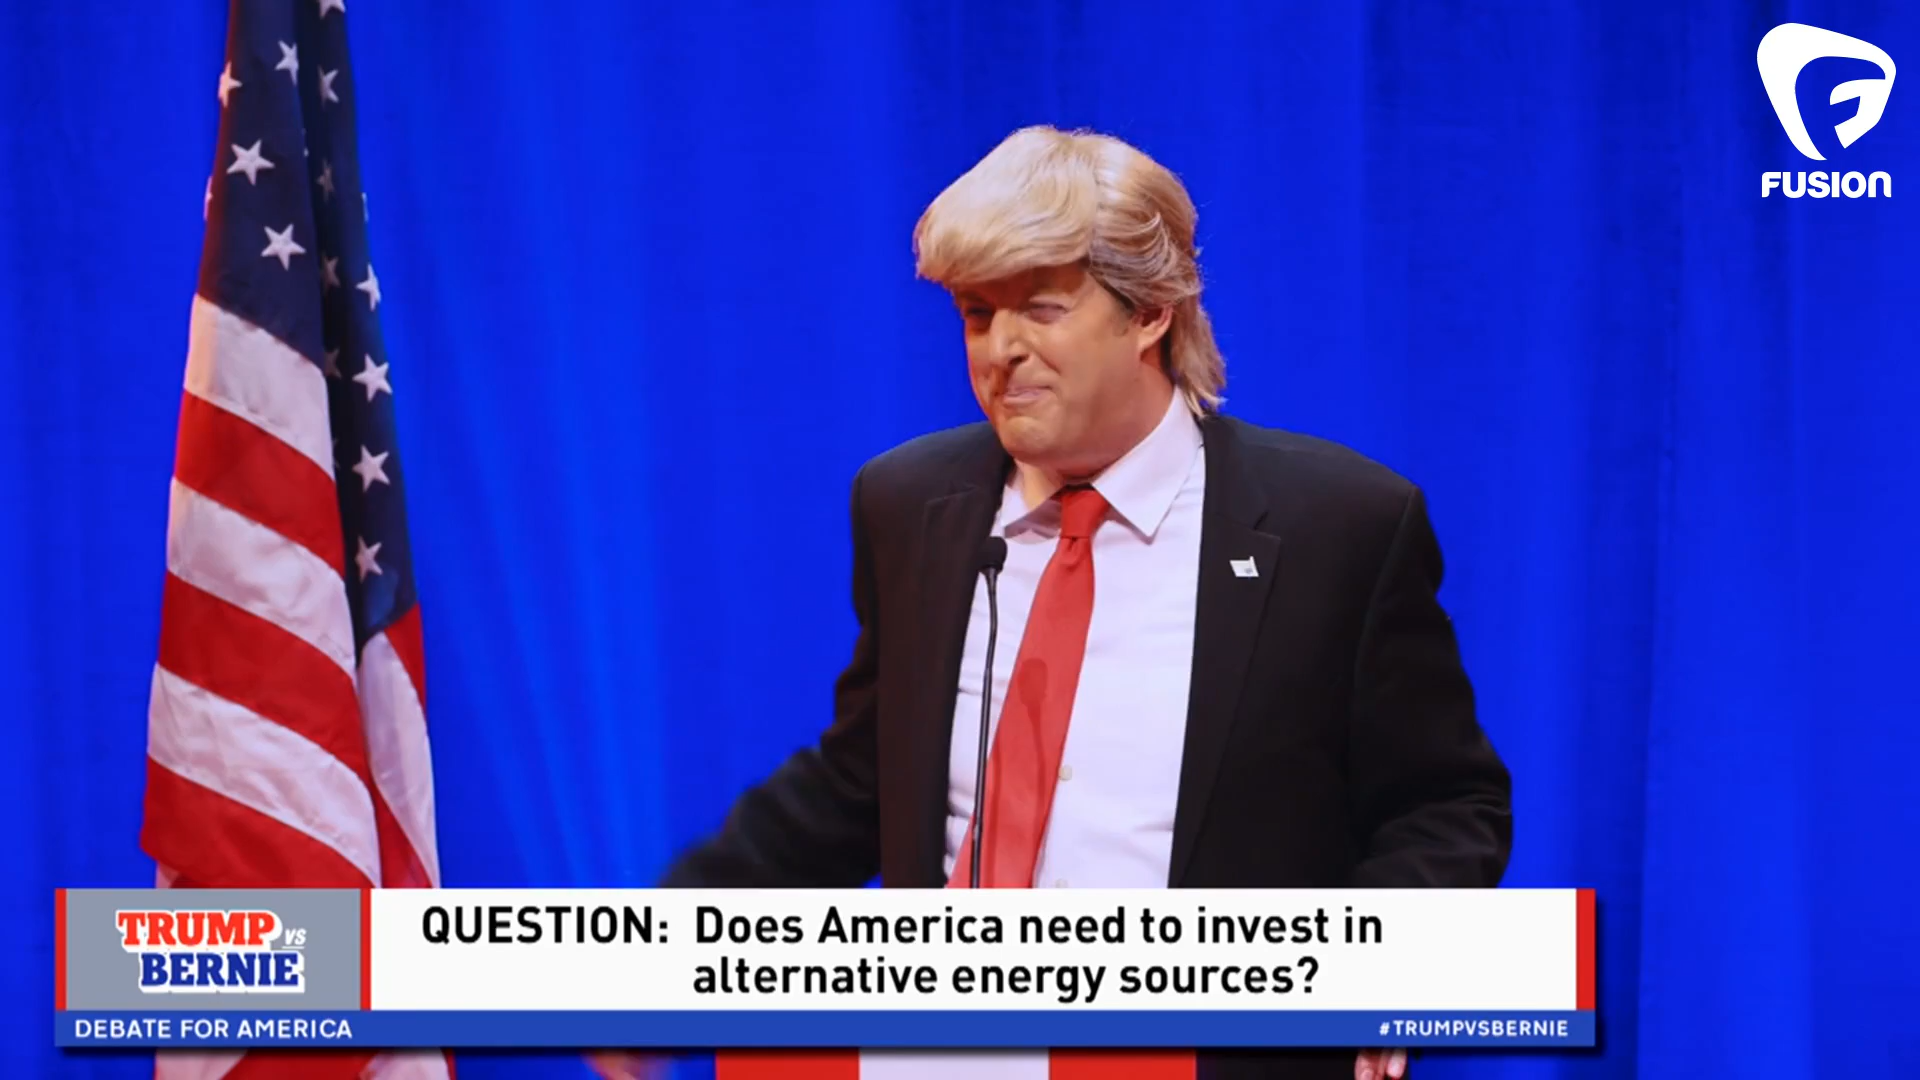 FUSION
QUESTION: Does America need to invest in
alternative energy sources?
TRUMP vs
BERNIE
DEBATE FOR AMERICA
#TRUMPVSBERNIE